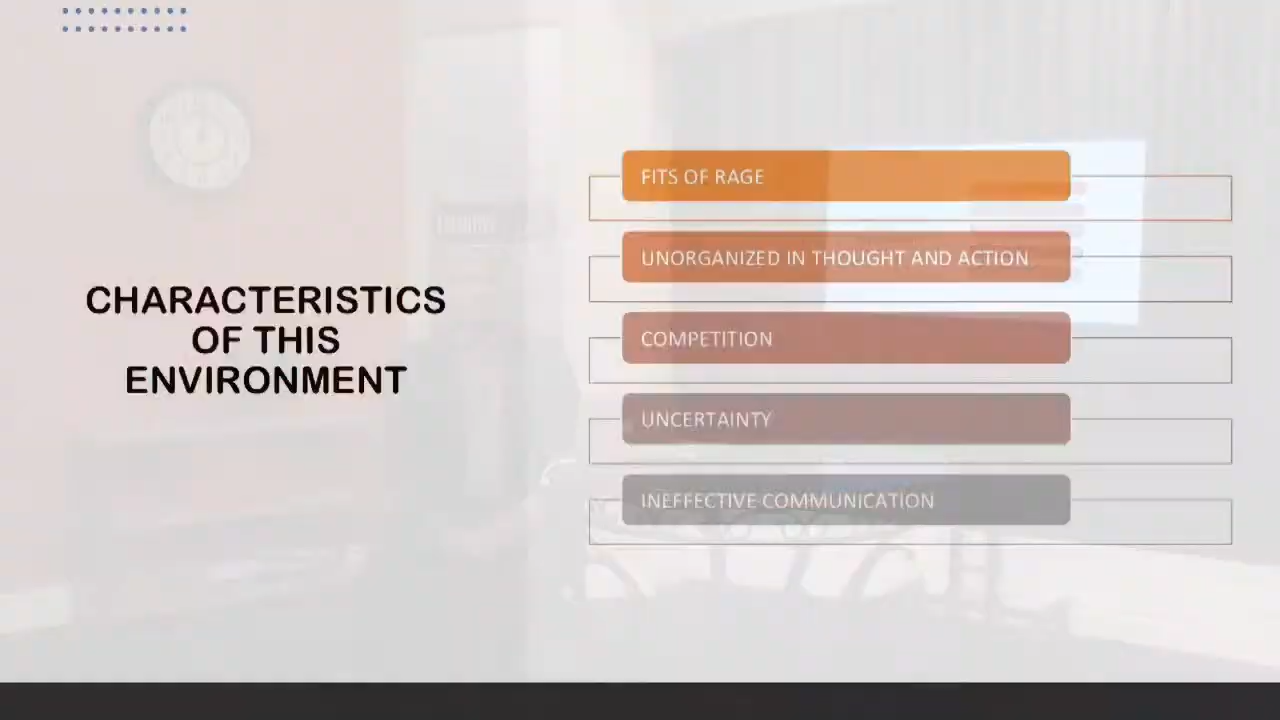 CHARACTERISTICS
OF THIS
ENVIRONMENT
FITS OF RAGE
UNORGANIZED IN THOUGHT AND ACTION
COMPETITION
UNCERTAINTY
INEFFECTIVE COMMUNICATION